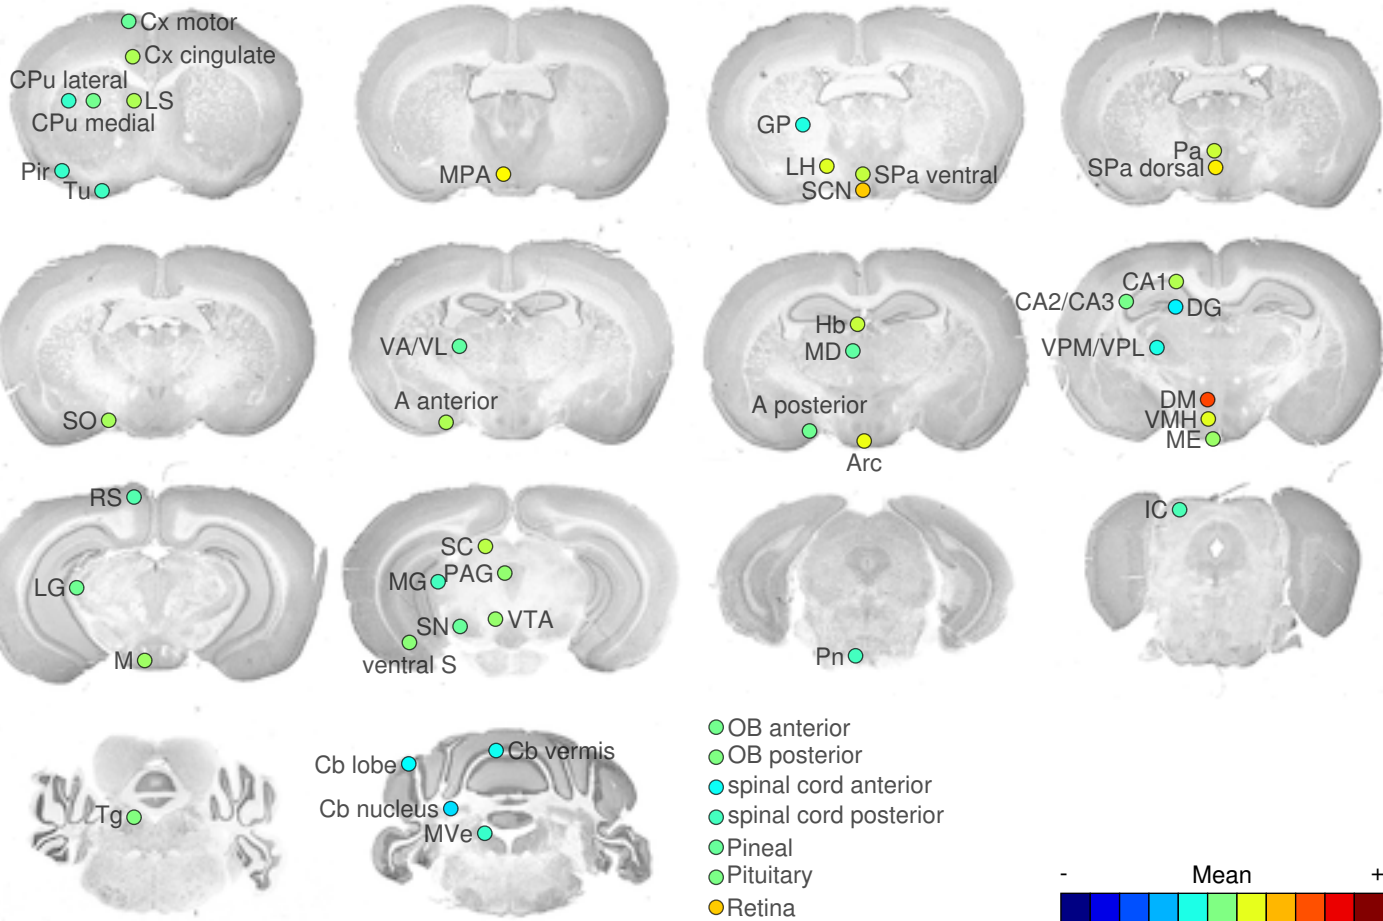 Cx motor
Cx cingulate
CPu lateral
LS
CPu medial
Pir
Tu
MPA
GP
LH
SPa ventral
SCN
Pa
SPa dorsal
SO
VA/VL
A anterior
Hb
MD
A posterior
Arc
CA1
CA2/CA3
DG
VPM/VPL
DM
VMH
ME
RS
LG
M
SC
MG
PAG
SN
VTA
ventral S
Pn
IC
Tg
Cb lobe
Cb vermis
Cb nucleus
MVe
OB anterior
OB posterior
spinal cord anterior
spinal cord posterior
Pineal
Pituitary
Retina
- Mean +